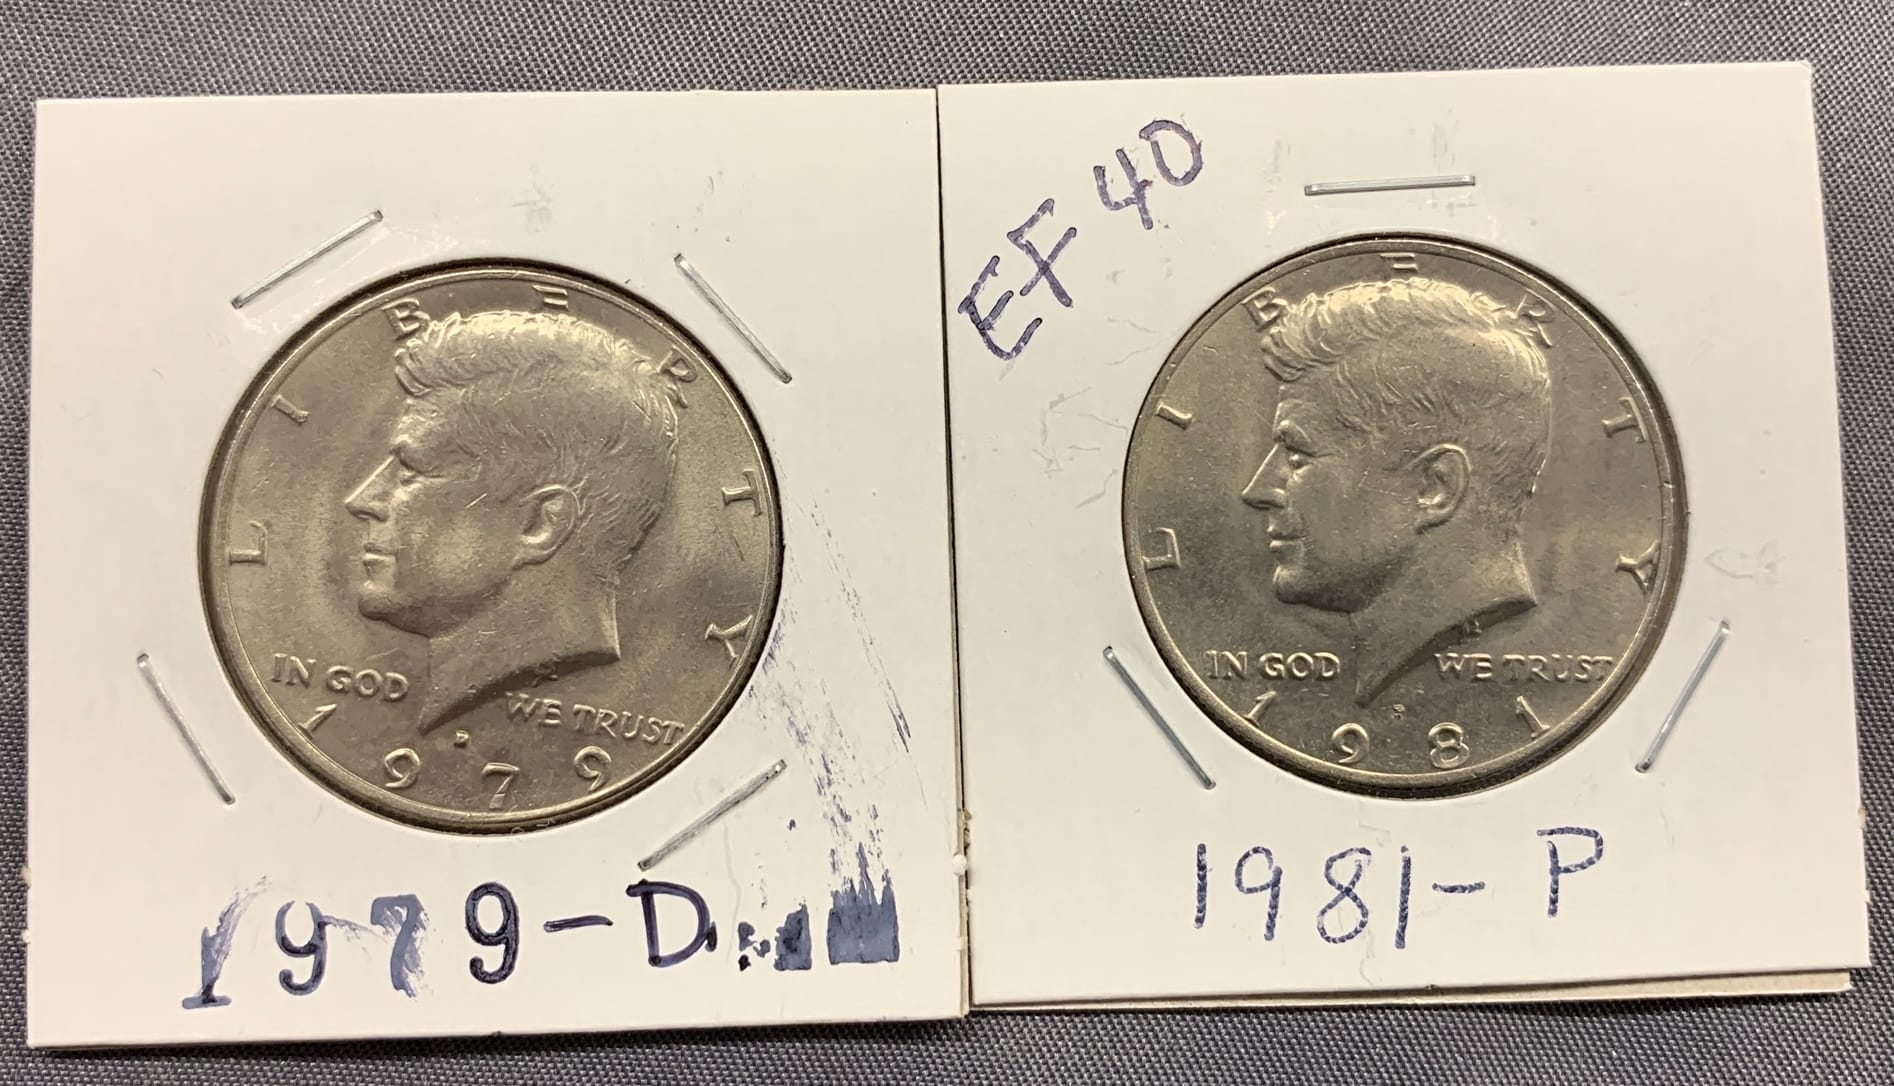 LIBERTY
IN GOD WE TRUST
D
1979
1979-D
EF 40
LIBERTY
IN GOD WE TRUST
P
1981
1981-P